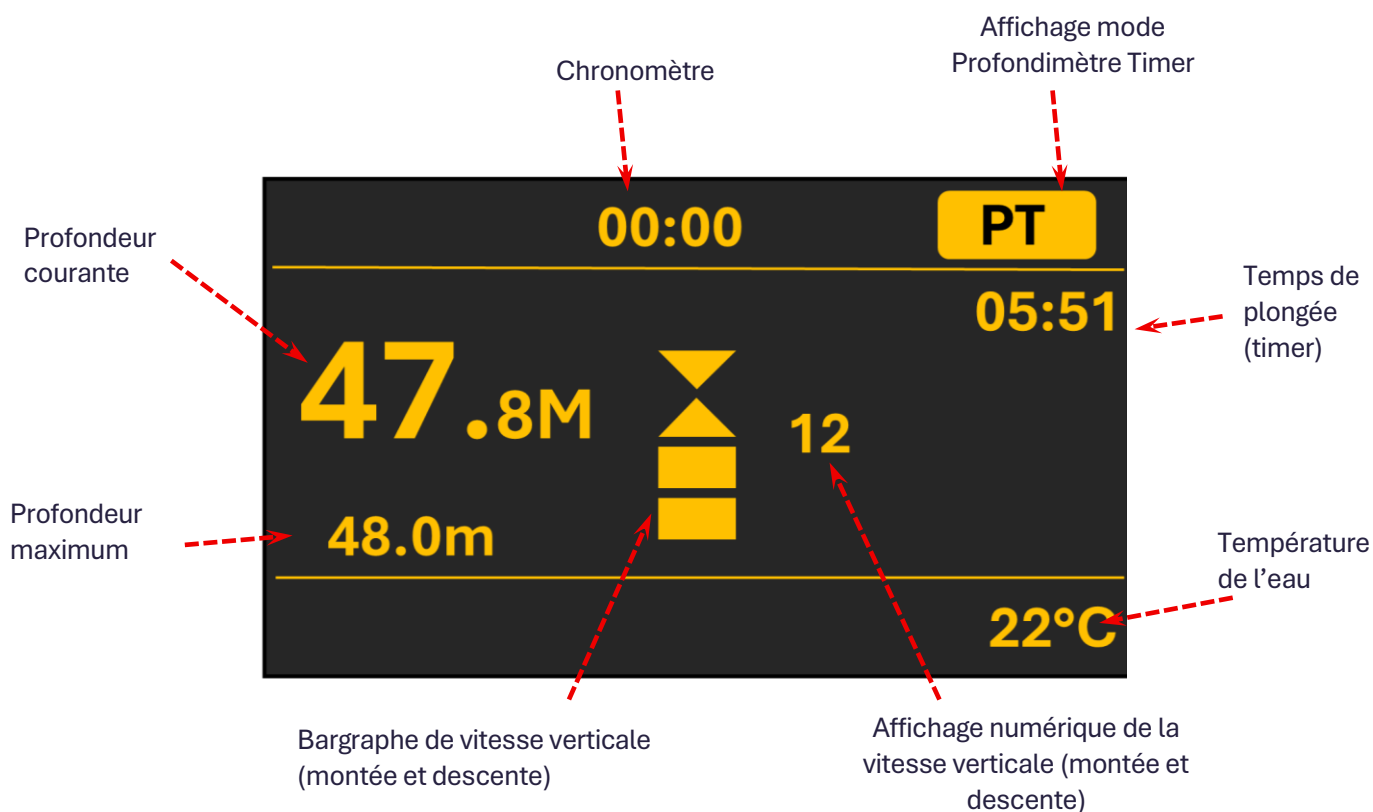 Affichage mode
Profondimètre Timer
Chronomètre
00:00
PT
Profondeur
courante
05:51
Temps de
plongée
(timer)
47.8M
12
Profondeur
maximum
48.0m
Température
de l’eau
22°C
Bargraphe de vitesse verticale
(montée et descente)
Affichage numérique de la
vitesse verticale (montée et
descente)